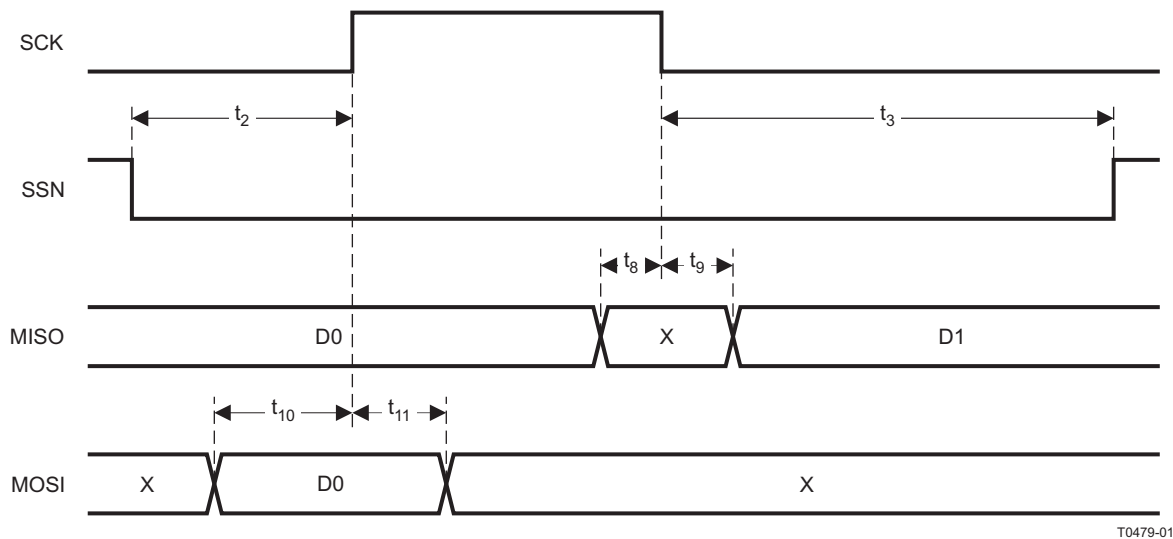 SCK
t2
t3
SSN
t8
t9
MISO
D0
X
D1
t10
t11
MOSI
X
D0
X
T0479-01